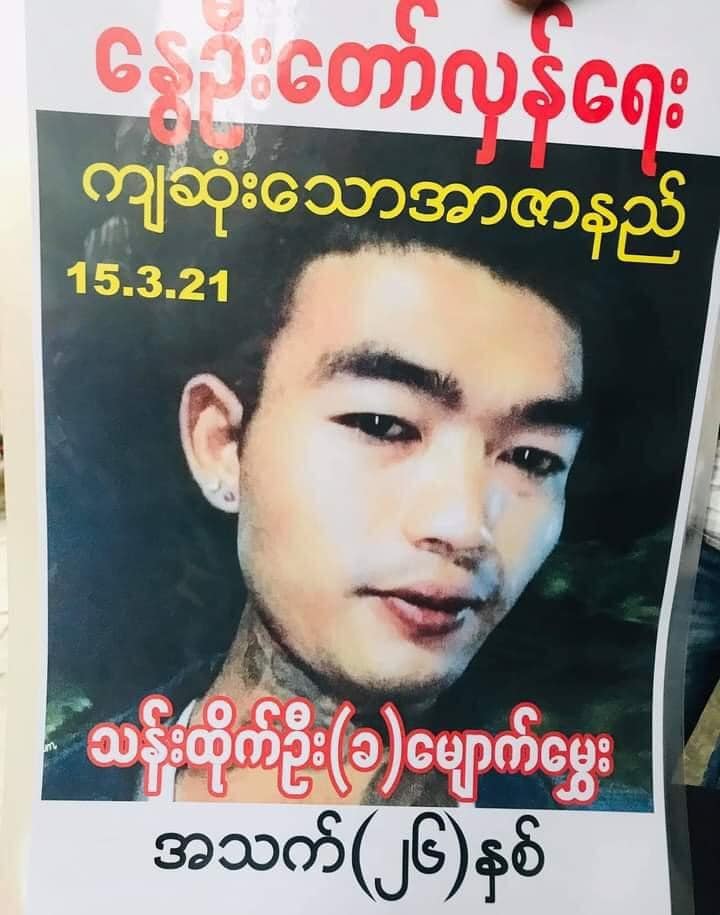 နွေဦးတော်လှန်ရေး
ကျဆုံးသောအာဇာနည်
15.3.21
သန်းထိုက်ဦး(ခ)မျောက်မွှေး
အသက်(၂၆)နှစ်